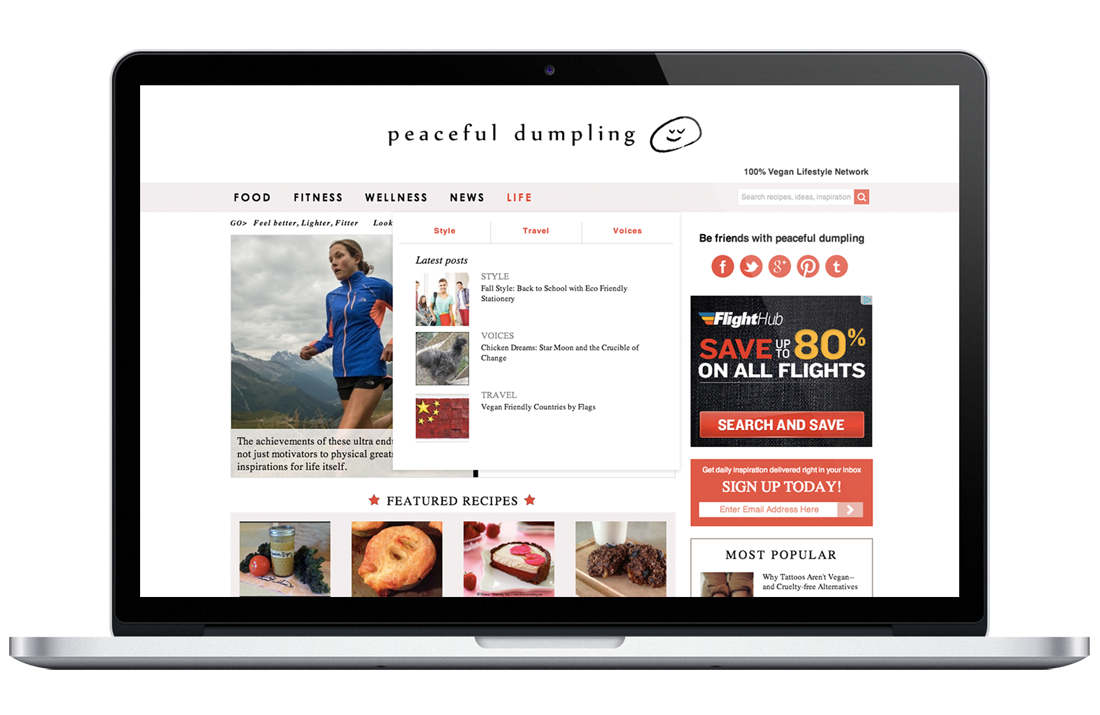 peaceful dumpling
100% Vegan Lifestyle Network
FOOD FITNESS WELLNESS NEWS LIFE
Search recipes, ideas, inspiration
GO> Feel better, Lighter, Fitter Look
Style Travel Voices
Latest posts
STYLE
Fall Style: Back to School with Eco Friendly
Stationery
VOICES
Chicken Dreams: Star Moon and the Crucible of
Change
TRAVEL
Vegan Friendly Countries by Flags
The achievements of these ultra
not just motivators to physical
inspirations for life itself.
FEATURED RECIPES
Be friends with peaceful dumpling
f g+ t
FlightHub
SAVE UP TO 80%
ON ALL FLIGHTS
SEARCH AND SAVE
Get daily inspiration delivered right in your inbox
SIGN UP TODAY!
Enter Email Address Here
MOST POPULAR
Why Tattoos Aren't Vegan--
and Cruelty-free Alternatives